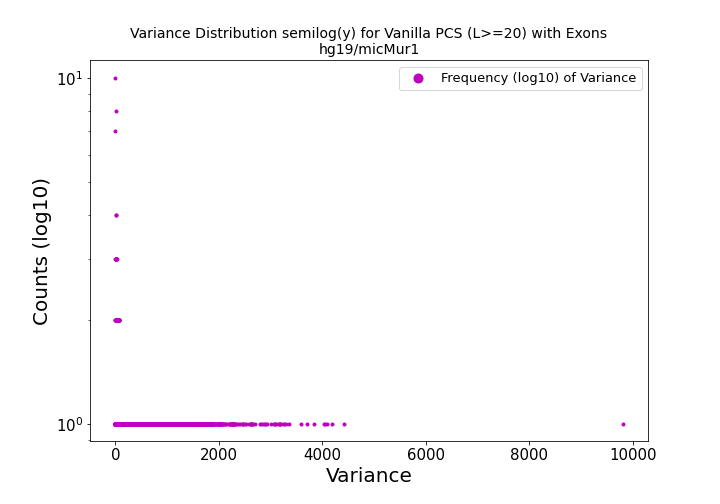 Variance Distribution semilog(y) for Vanilla PCS (L>=20) with Exons
hg19/micMur1
Frequency (log10) of Variance
Counts (log10)
10¹
10⁰
0 2000 4000 6000 8000 10000
Variance